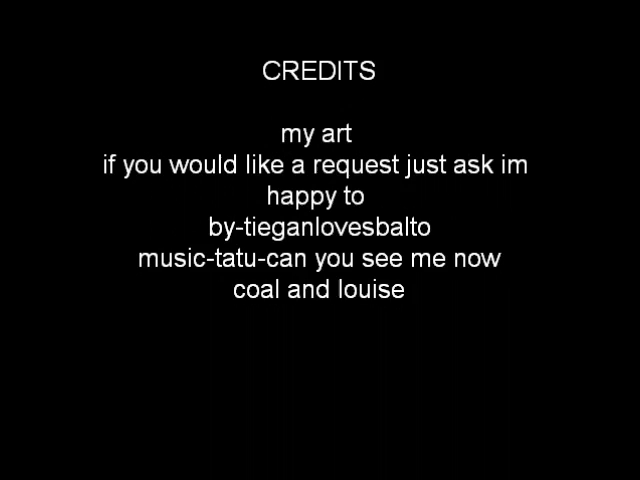 CREDITS
my art
if you would like a request just ask im
happy to
by-tieganlovesbalto
music-tatu-can you see me now
coal and louise